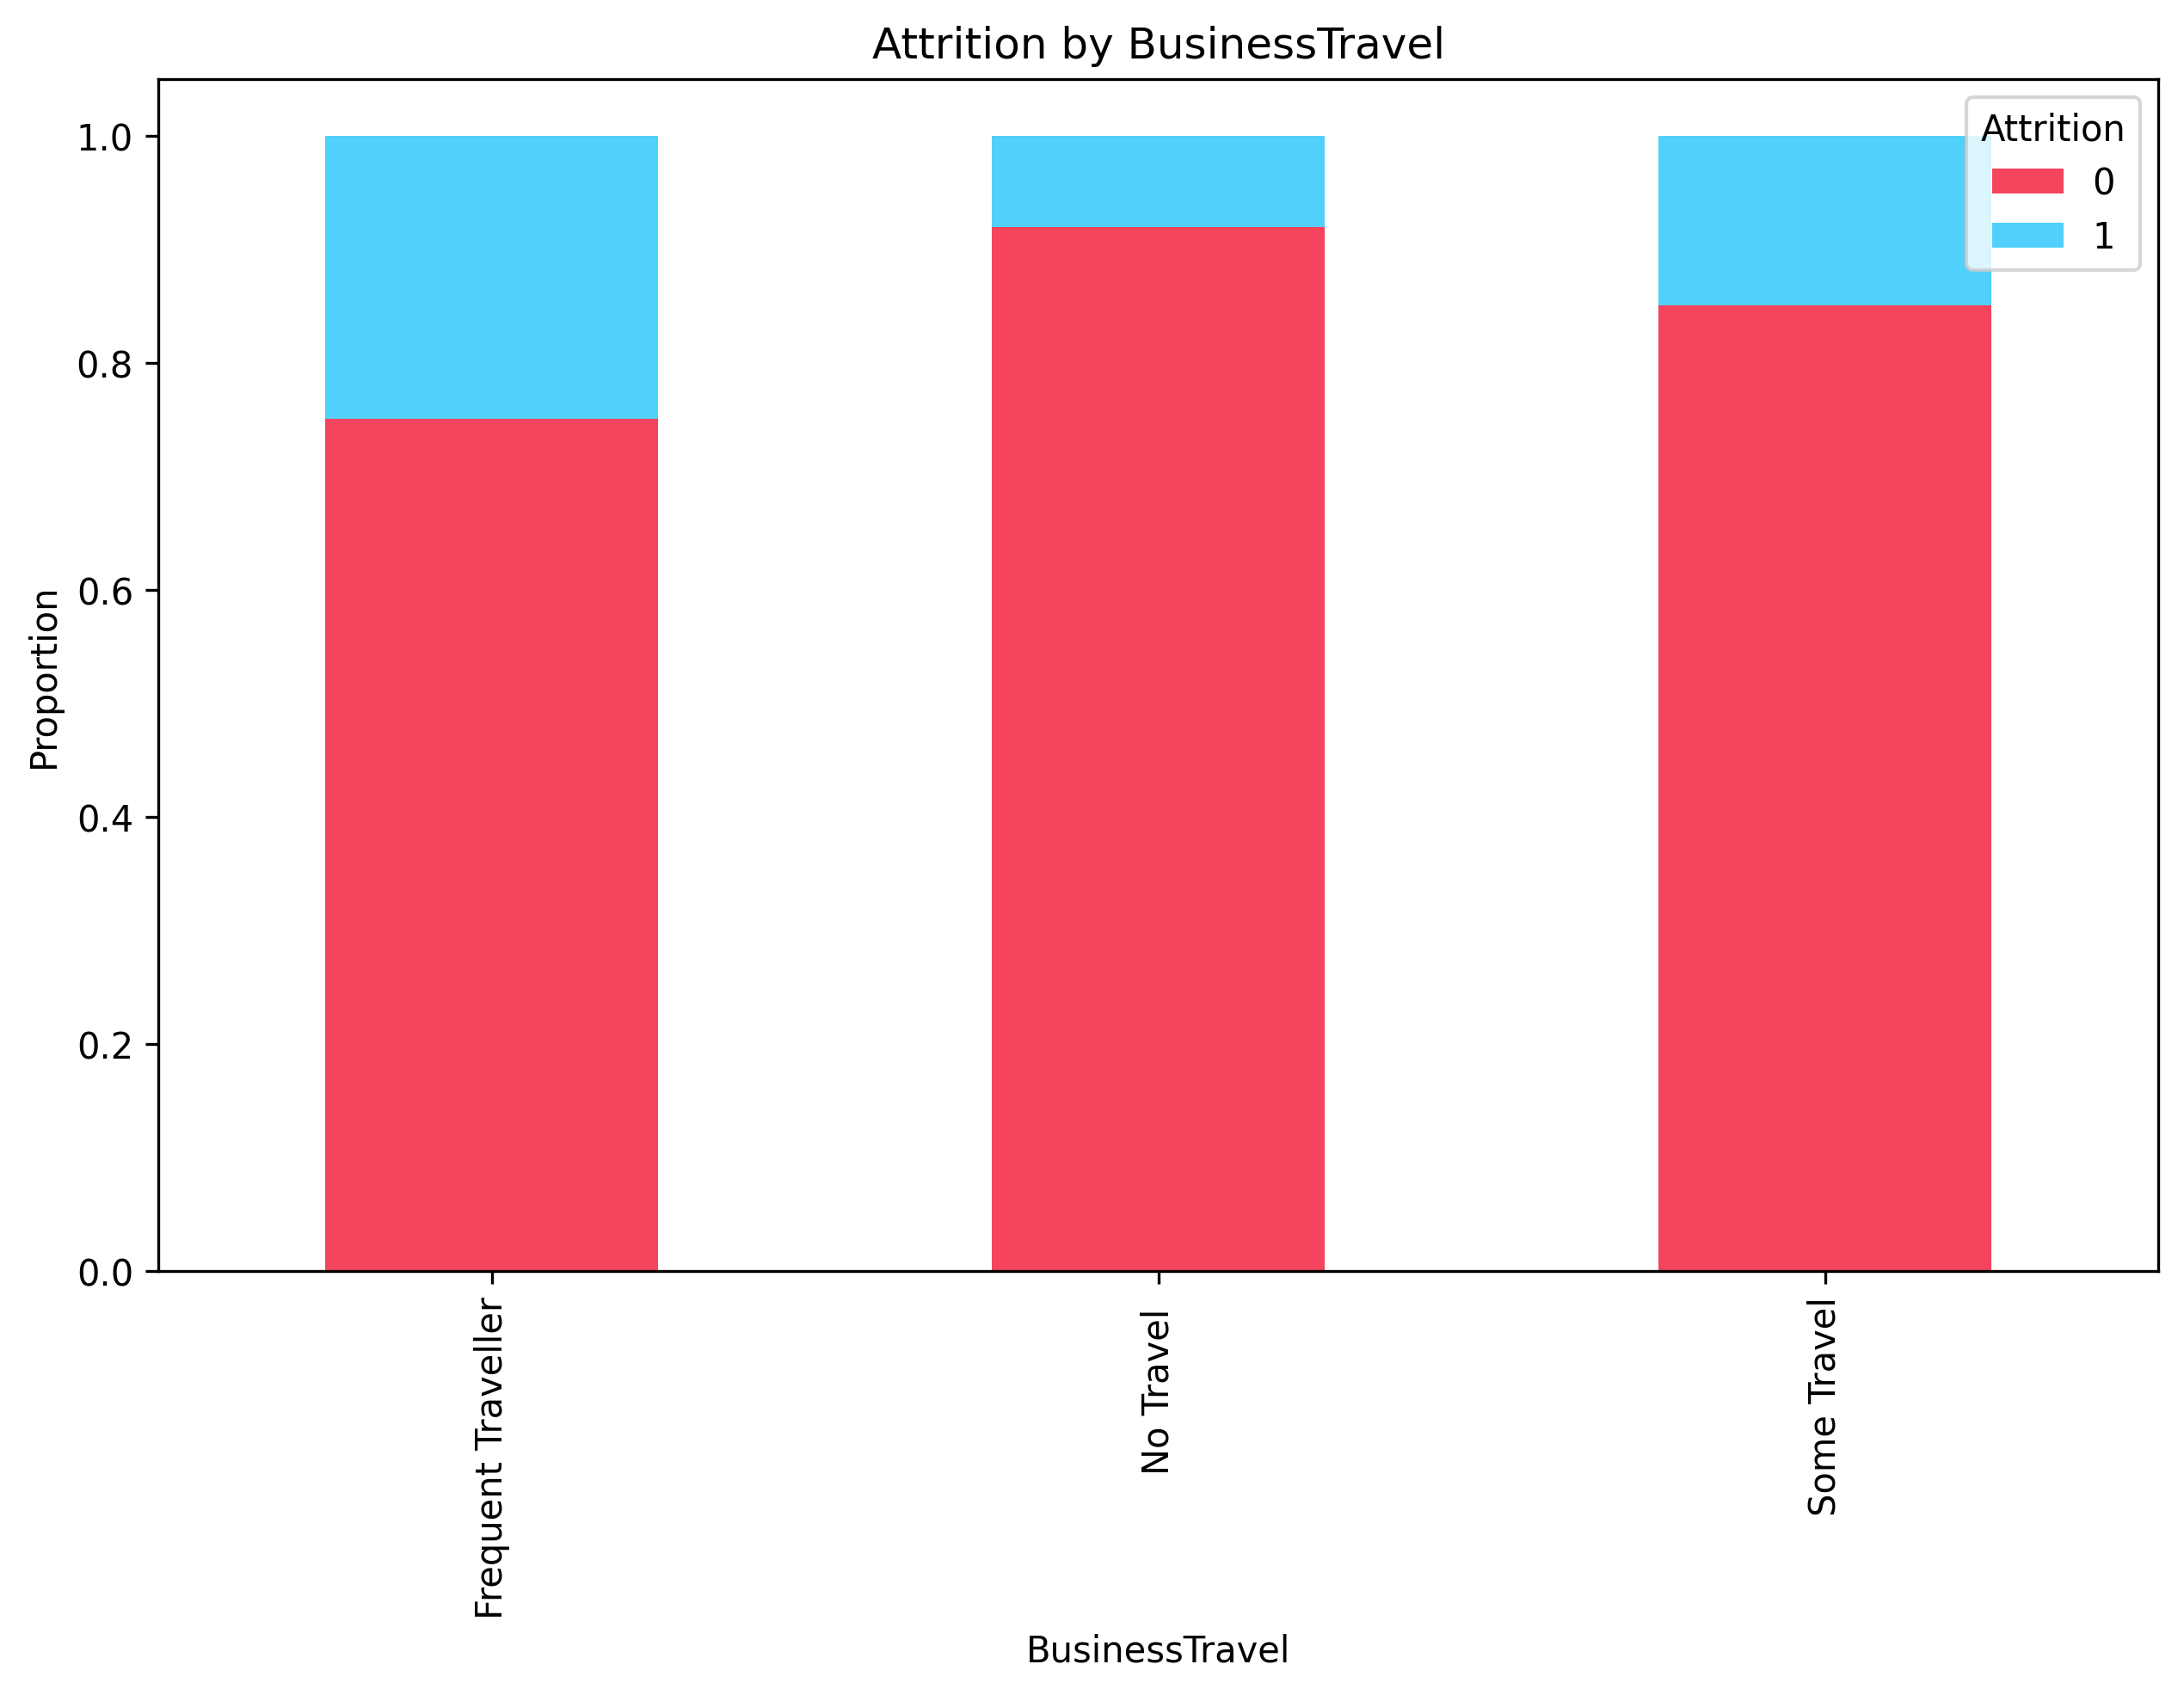 Attrition by BusinessTravel
Attrition
0
1
Proportion
1.0
0.8
0.6
0.4
0.2
0.0
Frequent Traveller
No Travel
Some Travel
BusinessTravel